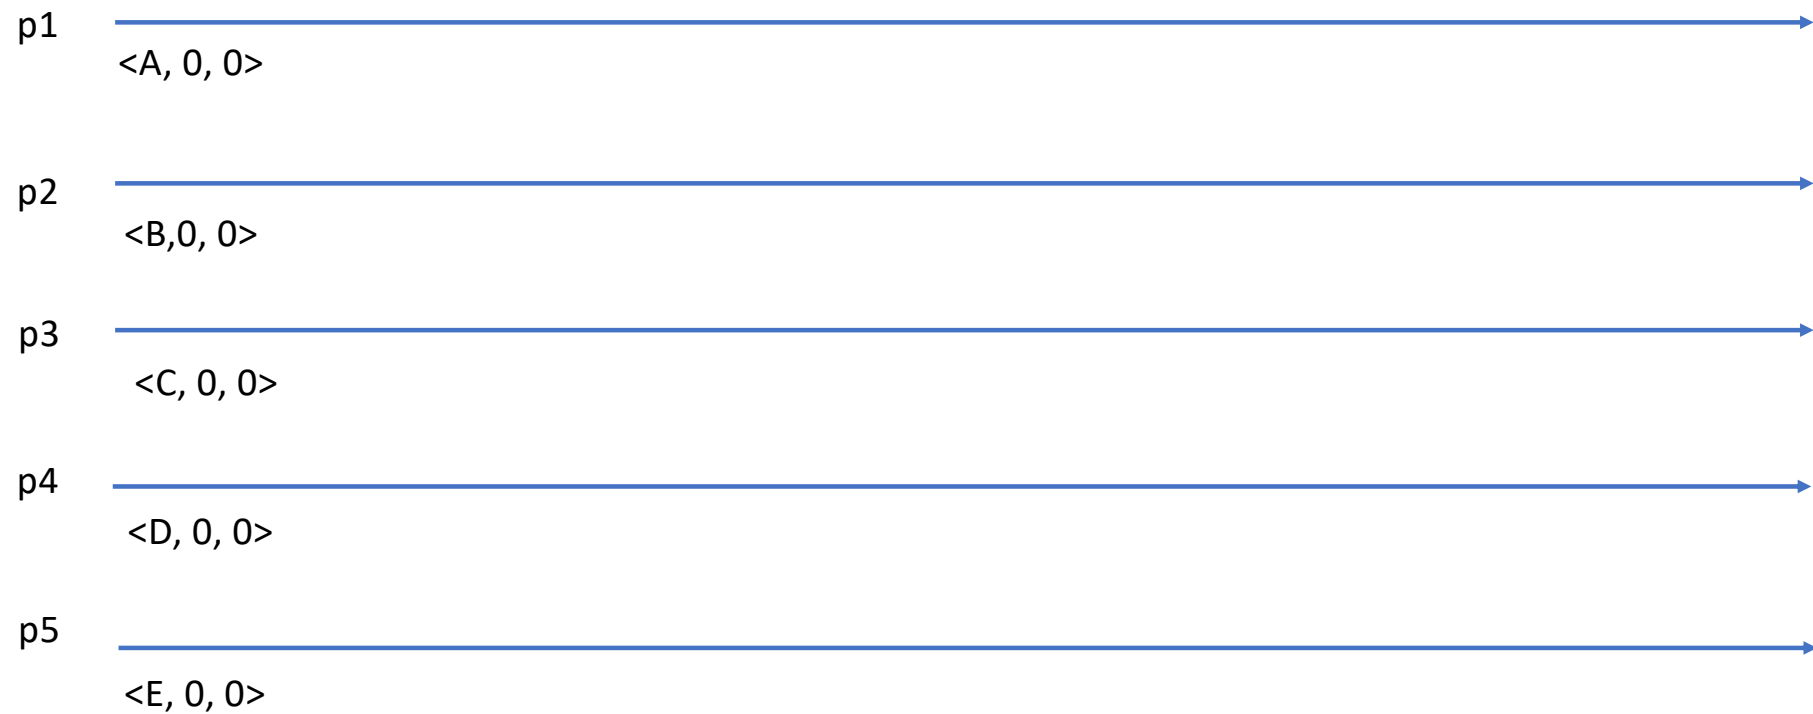 p1
<A, 0, 0>
p2
<B,0, 0>
p3
<C, 0, 0>
p4
<D, 0, 0>
p5
<E, 0, 0>